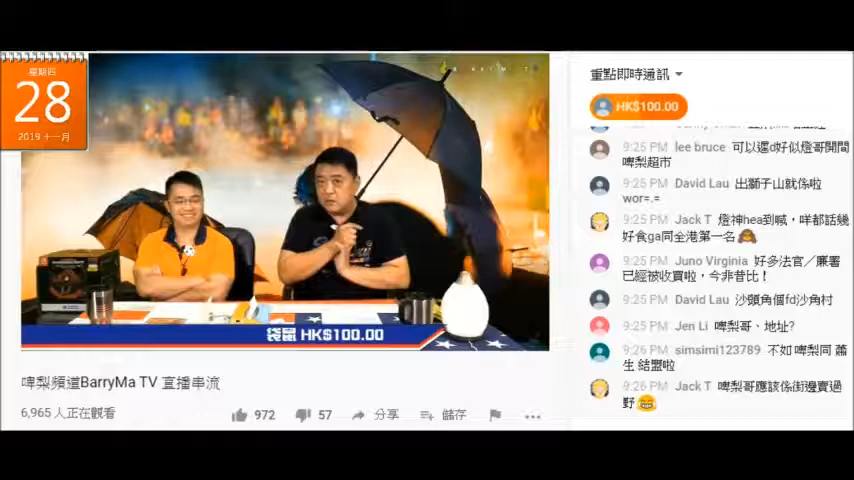 星期四
28
2019 十一月
袋鼠 HK$100.00
啤梨頻道BarryMa TV 直播串流
6,965 人正在觀看
972
57
分享
儲存
重點即時通訊
HK$100.00
9:25 PM lee bruce 可以選d好似燈哥開間
啤梨超市
9:25 PM David Lau 出獅子山就係啦
wor=.=
9:25 PM Jack T 燈神hea到喊，咩都話幾
好食ga同全港第一名
9:25 PM Juno Virginia 好多法官／廉署
已經被收買啦，今非昔比！
9:25 PM David Lau 沙頭角個fd沙角村
9:25 PM Jen Li 啤梨哥、地址?
9:26 PM simsimi123789 不如 啤梨同 蕭
生 結盟啦
9:26 PM Jack T 啤梨哥應該係街邊賣過
野